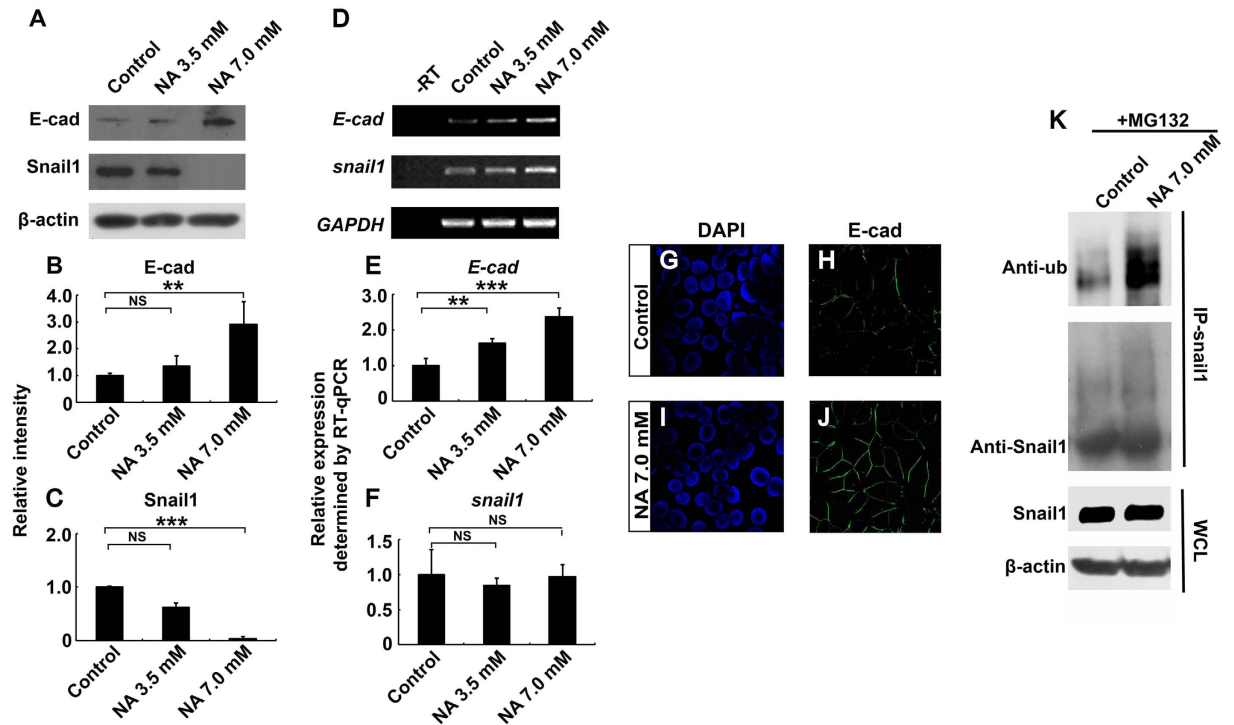 A
Control
NA 3.5 mM
NA 7.0 mM
E-cad
Snail1
β-actin
B
E-cad
**
NS
4.0
3.0
2.0
1.0
0
Control
NA 3.5 mM
NA 7.0 mM
C
Snail1
***
NS
2.0
1.0
0
Control
NA 3.5 mM
NA 7.0 mM
Relative intensity
D
-RT
Control
NA 3.5 mM
NA 7.0 mM
E-cad
snail1
GAPDH
E
E-cad
***
**
3.0
2.0
1.0
0
Control
NA 3.5 mM
NA 7.0 mM
F
snail1
NS
NS
1.5
1.0
0.5
0
Control
NA 3.5 mM
NA 7.0 mM
Relative expression
determined by RT-qPCR
DAPI
E-cad
Control
G
H
NA 7.0 mM
I
J
K
+MG132
Control
NA 7.0 mM
Anti-ub
Anti-Snail1
IP-snail1
Snail1
β-actin
WCL